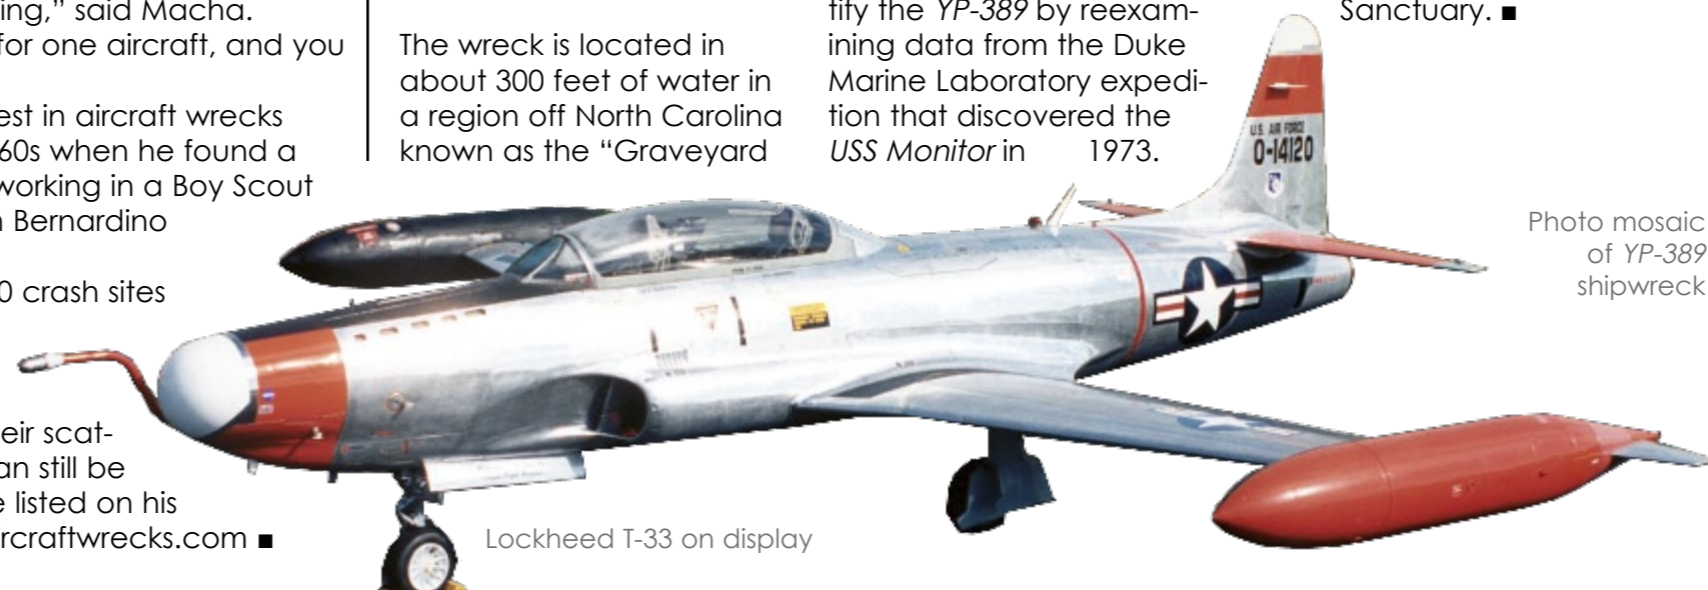 ing,” said Macha.
for one aircraft, and you
est in aircraft wrecks
60s when he found a
working in a Boy Scout
n Bernardino
0 crash sites
eir scat-
an still be
e listed on his
rcraftwrecks.com ■
The wreck is located in
about 300 feet of water in
a region off North Carolina
known as the “Graveyard
tify the YP-389 by reexam-
ining data from the Duke
Marine Laboratory expedi-
tion that discovered the
USS Monitor in 1973.
Sanctuary. ■
U.S. AIR FORCE
0-14120
Photo mosaic
of YP-389
shipwreck
Lockheed T-33 on display